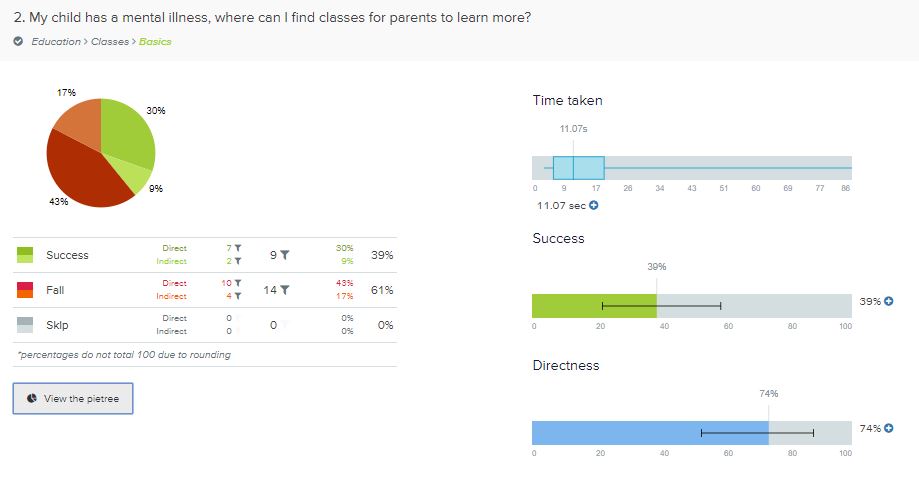 2. My child has a mental illness, where can I find classes for parents to learn more?
Education > Classes > Basics
17%
30%
9%
43%
Success Direct 7 9 30% 39%
Indirect 2 9%
Fail Direct 10 14 43% 61%
Indirect 4 17%
Skip Direct 0 0 0% 0%
Indirect 0 0%
*percentages do not total 100 due to rounding
View the pietree
Time taken
11.07s
0 9 17 26 34 43 51 60 69 77 86
11.07 sec
Success
39%
39%
0 20 40 60 80 100
Directness
74%
74%
0 20 40 60 80 100